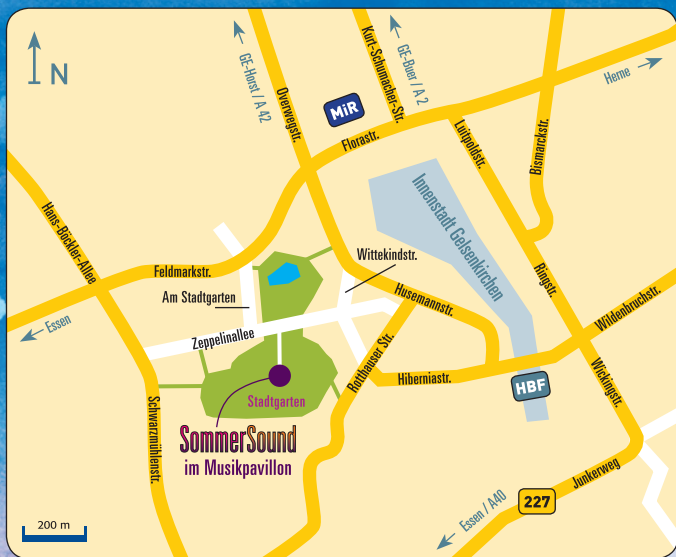 N
GE-Horst / A 42
Overwegstr.
Kurt-Schumacher-Str.
GE-Buer / A 2
Herne
MiR
Florastr.
Luitpoldstr.
Bismarckstr.
Innenstadt Gelsenkirchen
Hans-Böckler-Allee
Feldmarkstr.
Wittekindstr.
Am Stadtgarten
Husemannstr.
Ringstr.
Wildenbruchstr.
Essen
Zeppelinallee
Rotthauser Str.
Hiberniastr.
HBF
Wickingstr.
Stadtgarten
Schwarzmühlenstr.
SommerSound
im Musikpavillon
Junkerweg
227
Essen / A40
200 m